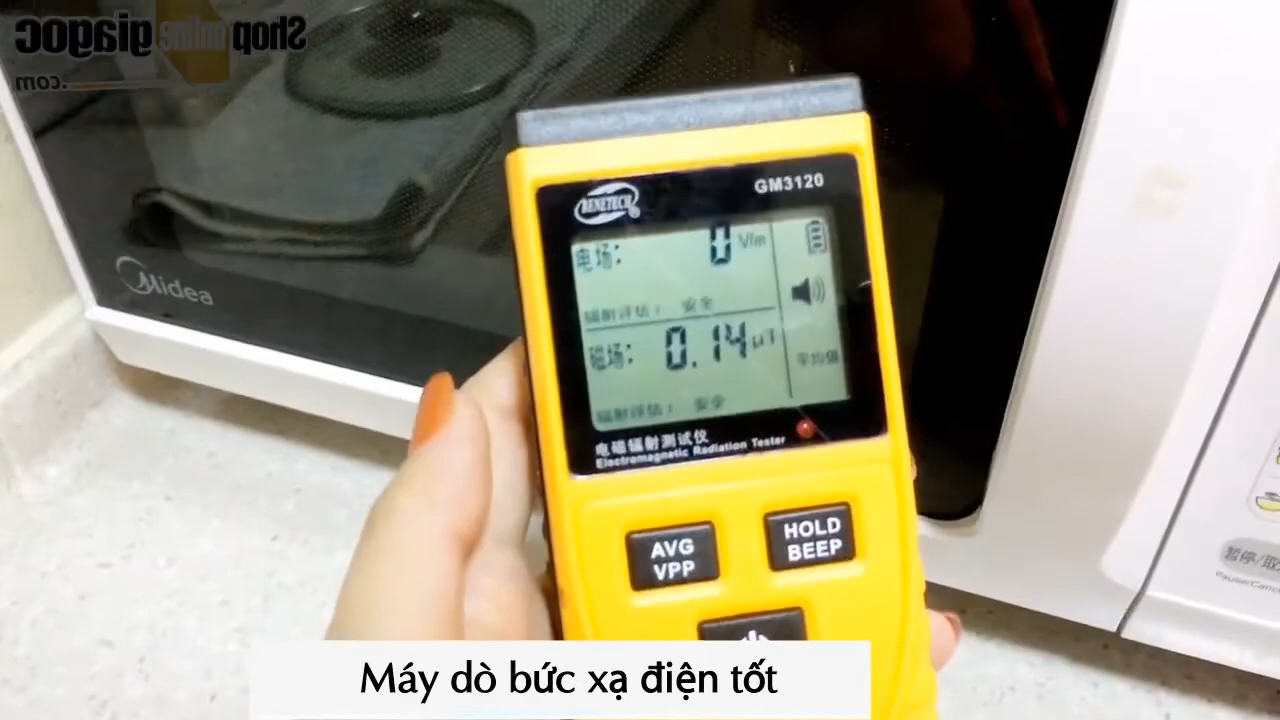 Shop online giagoc
.com
Midea
BENETECH
GM3120
电场: 0 V/m
辐射评估: 安全
磁场: 0.14 μT
平均值
辐射评估: 安全
电磁辐射测试仪
Electromagnetic Radiation Tester
AVG
VPP
HOLD
BEEP
暂停/取
Pause/Canc
Máy dò bức xạ điện tốt